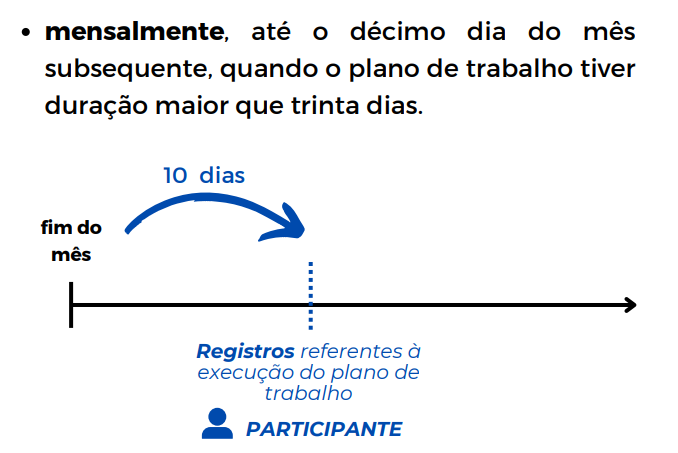 • mensalmente, até o décimo dia do mês
subsequente, quando o plano de trabalho tiver
duração maior que trinta dias.
10 dias
fim do
mês
Registros referentes à
execução do plano de
trabalho
PARTICIPANTE